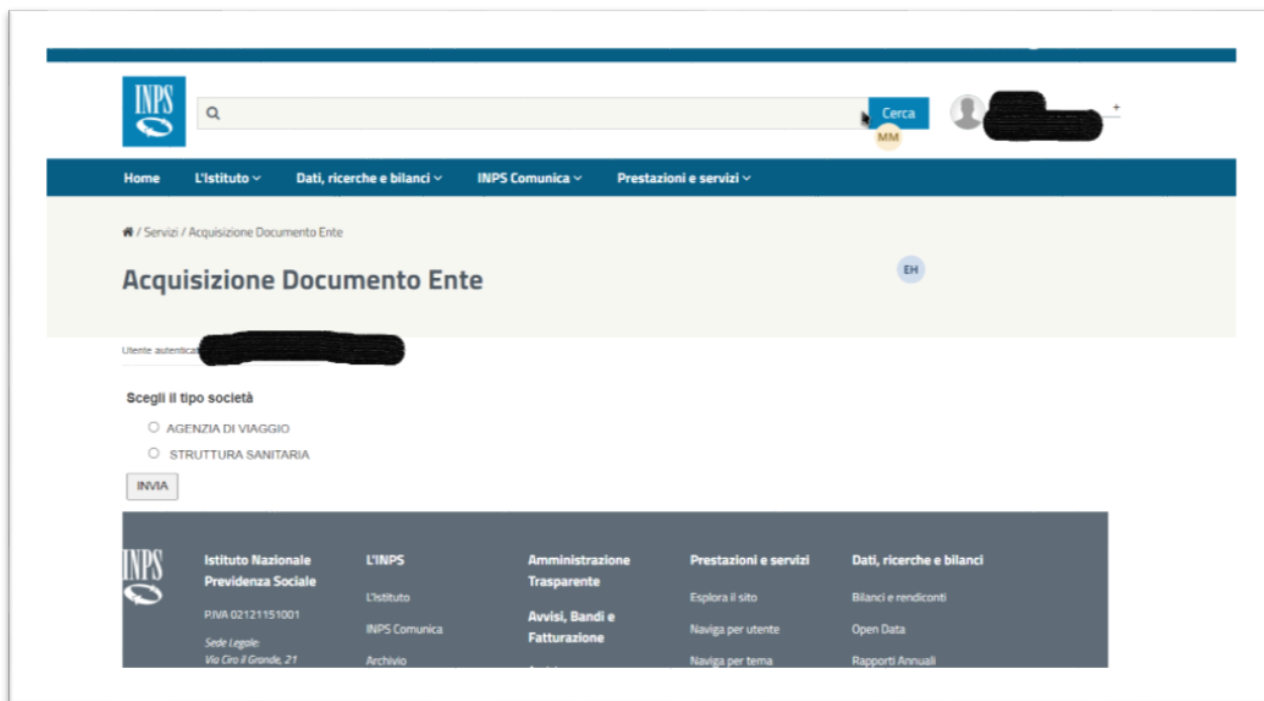 INPS
Cerca
+
MM
Home L'Istituto Dati, ricerche e bilanci INPS Comunica Prestazioni e servizi
/ Servizi / Acquisizione Documento Ente
EH
Acquisizione Documento Ente
Utente autenticat
Scegli il tipo società
AGENZIA DI VIAGGIO
STRUTTURA SANITARIA
INVIA
INPS
Istituto Nazionale
Previdenza Sociale
P.IVA 02121151001
Sede Legale:
Via Ciro il Grande, 21
L'INPS
L'Istituto
INPS Comunica
Archivio
Amministrazione
Trasparente
Avvisi, Bandi e
Fatturazione
Prestazioni e servizi
Esplora il sito
Naviga per utente
Naviga per tema
Dati, ricerche e bilanci
Bilanci e rendiconti
Open Data
Rapporti Annuali